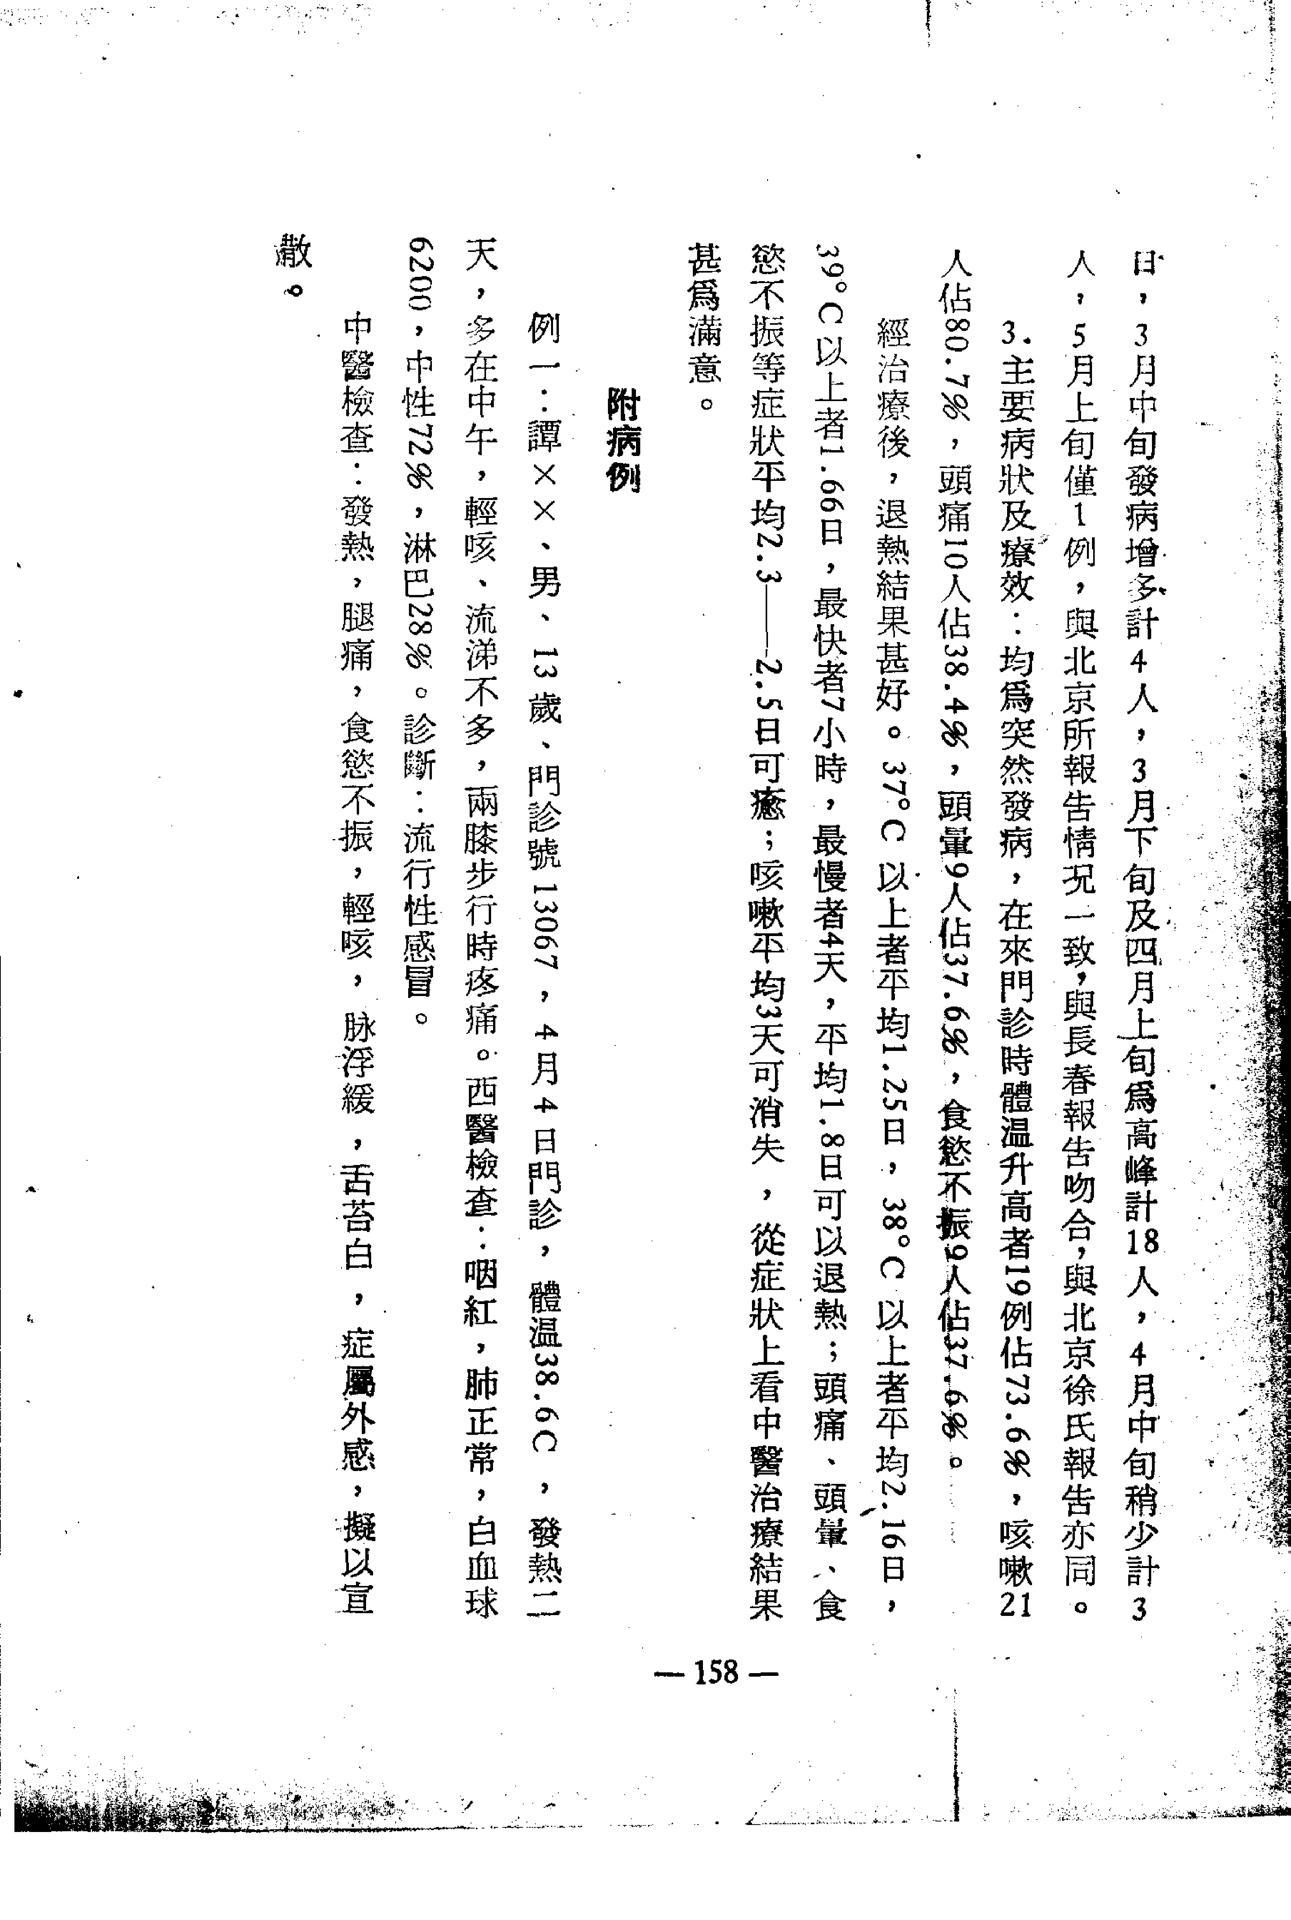 日，3月中旬發病增多計4人，3月下旬及四月上旬爲高峰計18人，4月中旬稍少計3
人，5月上旬僅1例，與北京所報告情況一致，與長春報告吻合，與北京徐氏報告亦同。
3.主要病狀及療效：均爲突然發病，在來門診時體温升高者19例佔73.6%，咳嗽21
人佔80.7%，頭痛10人佔38.4%，頭暈9人佔37.6%，食慾不振9人佔37.6%。
經治療後，退熱結果甚好。37°C以上者平均1.25日，38°C以上者平均2.16日，
39°C以上者1.66日，最快者7小時，最慢者4天，平均1.8日可以退熱；頭痛、頭暈、食
慾不振等症狀平均2.3——2.5日可癒；咳嗽平均3天可消失，從症狀上看中醫治療結果
甚爲滿意。
附病例
例一：譚××、男、13歲、門診號13067，4月4日門診，體温38.6C，發熱二
天，多在中午，輕咳、流涕不多，兩膝步行時疼痛。西醫檢查：咽紅，肺正常，白血球
6200，中性72%，淋巴28%。診斷：流行性感冒。
中醫檢查：發熱，腿痛，食慾不振，輕咳，脉浮緩，舌苔白，症屬外感，擬以宣
散。
— 158 —